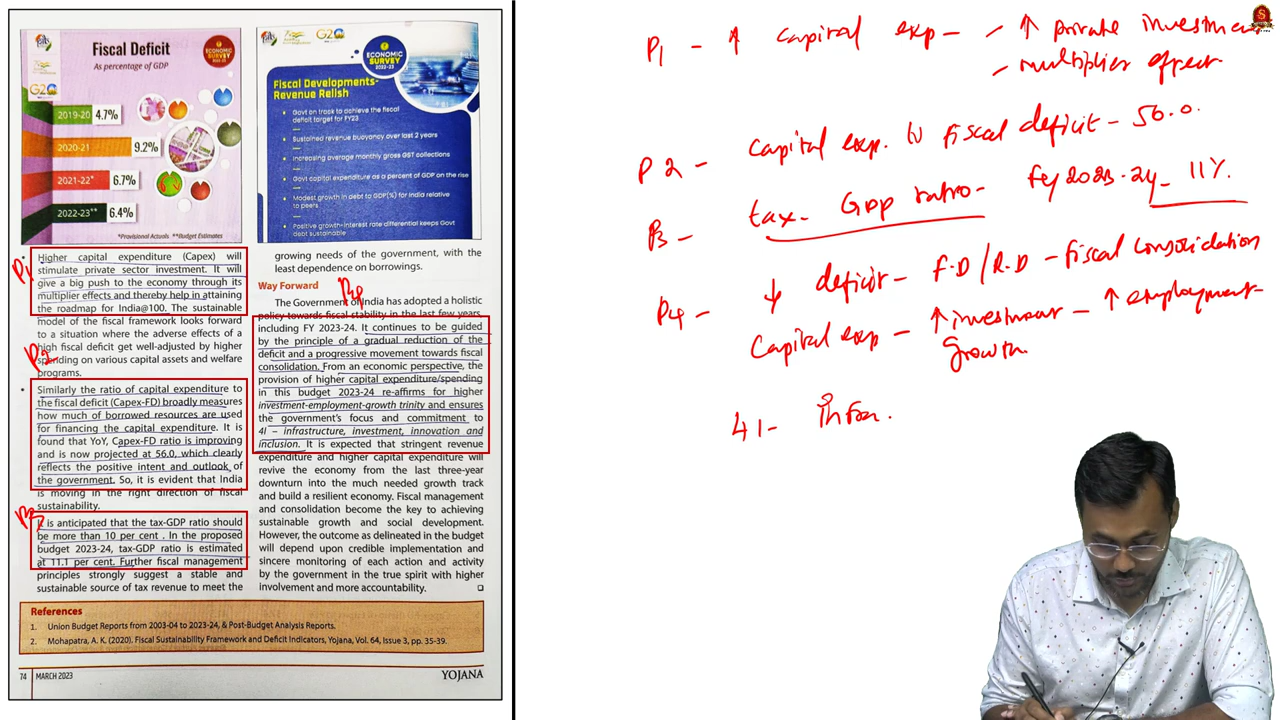 Fiscal Deficit
As percentage of GDP
ECONOMIC
SURVEY
G20
2019-20 4.7%
2020-21 9.2%
2021-22* 6.7%
2022-23** 6.4%
*Provisional Actuals **Budget Estimates
G20
ECONOMIC
SURVEY
2022-23
Fiscal Developments-
Revenue Relish
Govt on track to achieve the fiscal
deficit target for FY23
Sustained revenue buoyancy over last 2 years
Increasing average monthly gross GST collections
Govt capital expenditure as a percent of GDP on the rise
Modest growth in debt to GDP(%) for India relative
to peers
Positive growth-interest rate differential keeps Govt
debt sustainable
P1
• Higher capital expenditure (Capex) will
stimulate private sector investment. It will
give a big push to the economy through its
multiplier effects and thereby help in attaining
the roadmap for India@100. The sustainable
model of the fiscal framework looks forward
to a situation where the adverse effects of a
high fiscal deficit get well-adjusted by higher
spending on various capital assets and welfare
programs.
P2
• Similarly the ratio of capital expenditure to
the fiscal deficit (Capex-FD) broadly measures
how much of borrowed resources are used
for financing the capital expenditure. It is
found that YoY, Capex-FD ratio is improving
and is now projected at 56.0, which clearly
reflects the positive intent and outlook of
the government. So, it is evident that India
is moving in the right direction of fiscal
sustainability.
P3
It is anticipated that the tax-GDP ratio should
be more than 10 per cent . In the proposed
budget 2023-24, tax-GDP ratio is estimated
at 11.1 per cent. Further fiscal management
principles strongly suggest a stable and
sustainable source of tax revenue to meet the
growing needs of the government, with the
least dependence on borrowings.
Way Forward
P4
The Government of India has adopted a holistic
policy towards fiscal stability in the last few years,
including FY 2023-24. It continues to be guided
by the principle of a gradual reduction of the
deficit and a progressive movement towards fiscal
consolidation. From an economic perspective, the
provision of higher capital expenditure/spending
in this budget 2023-24 re-affirms for higher
investment-employment-growth trinity and ensures
the government's focus and commitment to
4I – infrastructure, investment, innovation and
inclusion. It is expected that stringent revenue
expenditure and higher capital expenditure will
revive the economy from the last three-year
downturn into the much needed growth track
and build a resilient economy. Fiscal management
and consolidation become the key to achieving
sustainable growth and social development.
However, the outcome as delineated in the budget
will depend upon credible implementation and
sincere monitoring of each action and activity
by the government in the true spirit with higher
involvement and more accountability.
References
1. Union Budget Reports from 2003-04 to 2023-24, & Post-Budget Analysis Reports.
2. Mohapatra, A. K. (2020). Fiscal Sustainability Framework and Deficit Indicators, Yojana, Vol. 64, Issue 3, pp. 35-39.
74 MARCH 2023
YOJANA
P1 - ↑ capital exp - ↑ private investment
multiplier effect
P2 - capital exp. to fiscal deficit - 56.0
P3 - tax - GDP ratio - Fy 2023-24 - 11%
P4 - ↓ deficit - F.D/R.D - fiscal consolidation
capital exp - ↑ investment - ↑ employment -
growth
4I - infra.